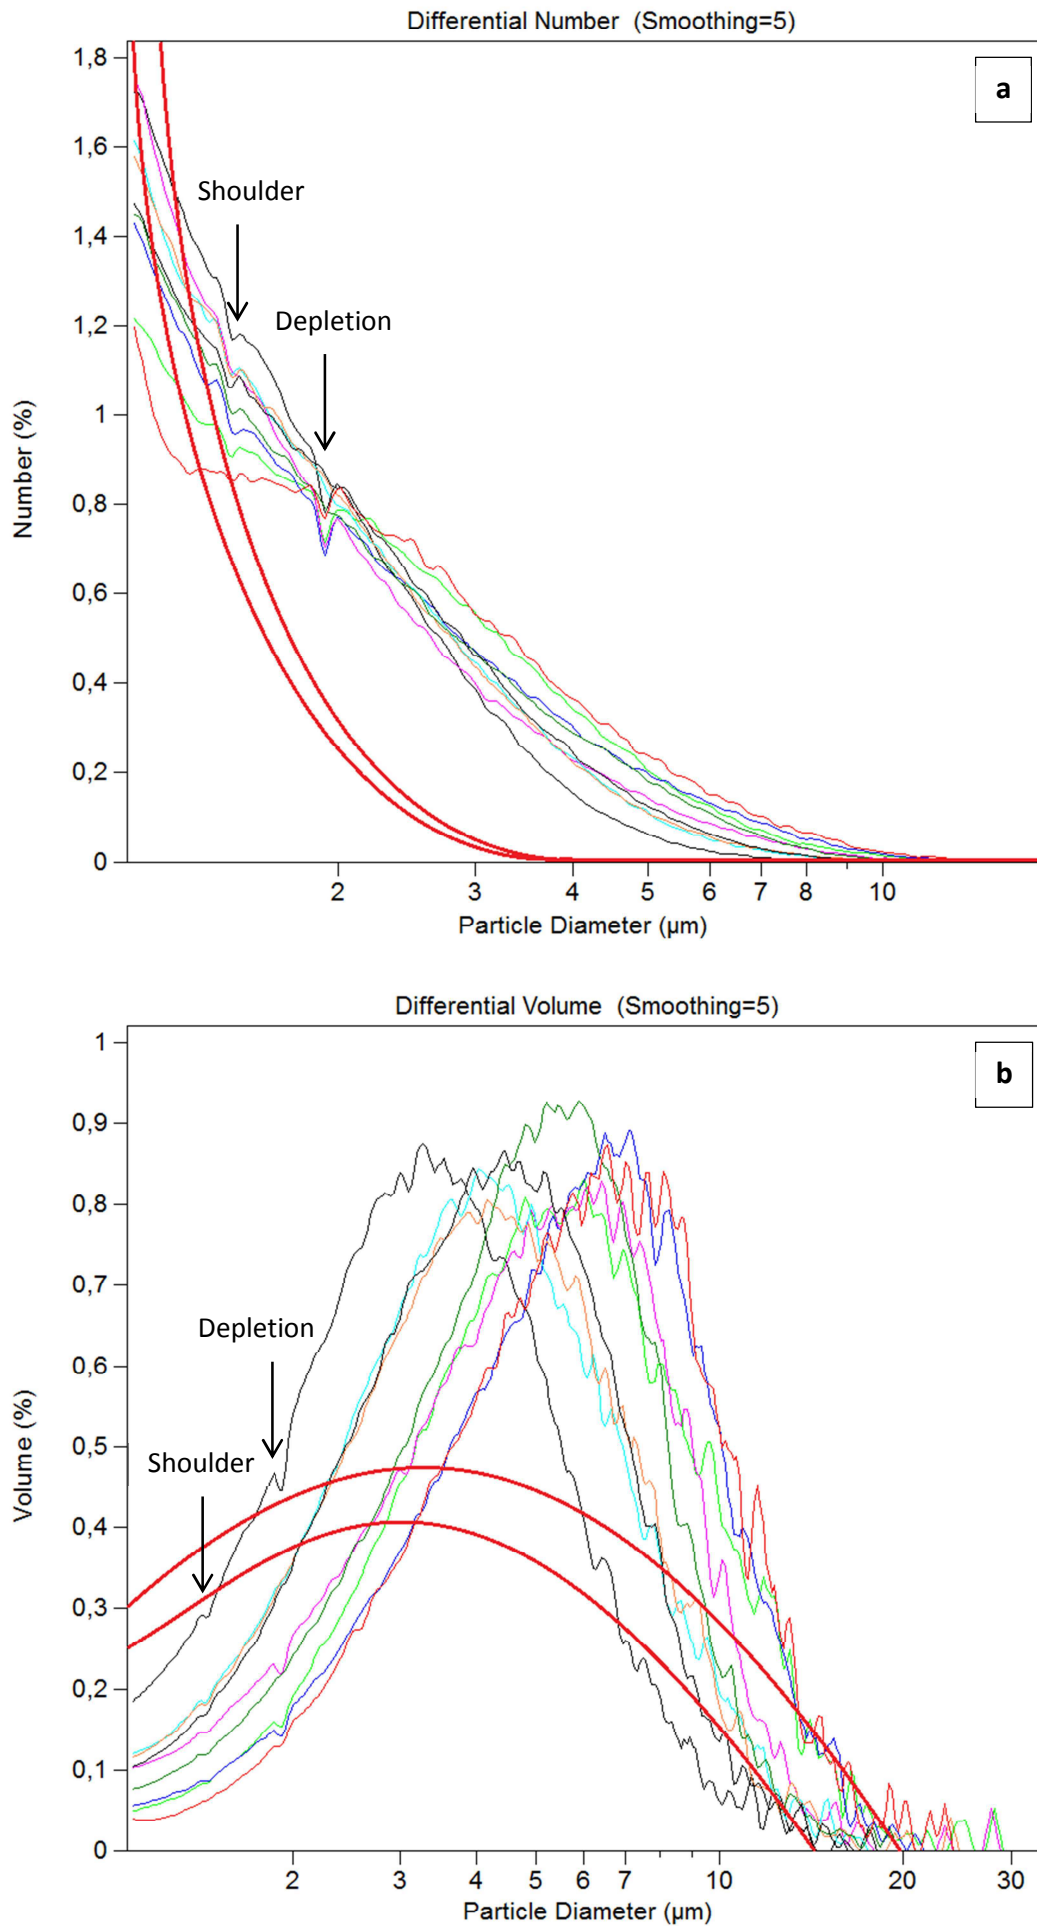 Differential Number (Smoothing=5)
a
1,8
1,6
Shoulder
1,4
Depletion
1,2
1
0,8
0,6
0,4
0,2
0
Number (%)
2 3 4 5 6 7 8 10
Particle Diameter (µm)
Differential Volume (Smoothing=5)
b
1
0,9
0,8
0,7
Depletion
0,6
Shoulder
0,5
0,4
0,3
0,2
0,1
0
Volume (%)
2 3 4 5 6 7 10 20 30
Particle Diameter (µm)